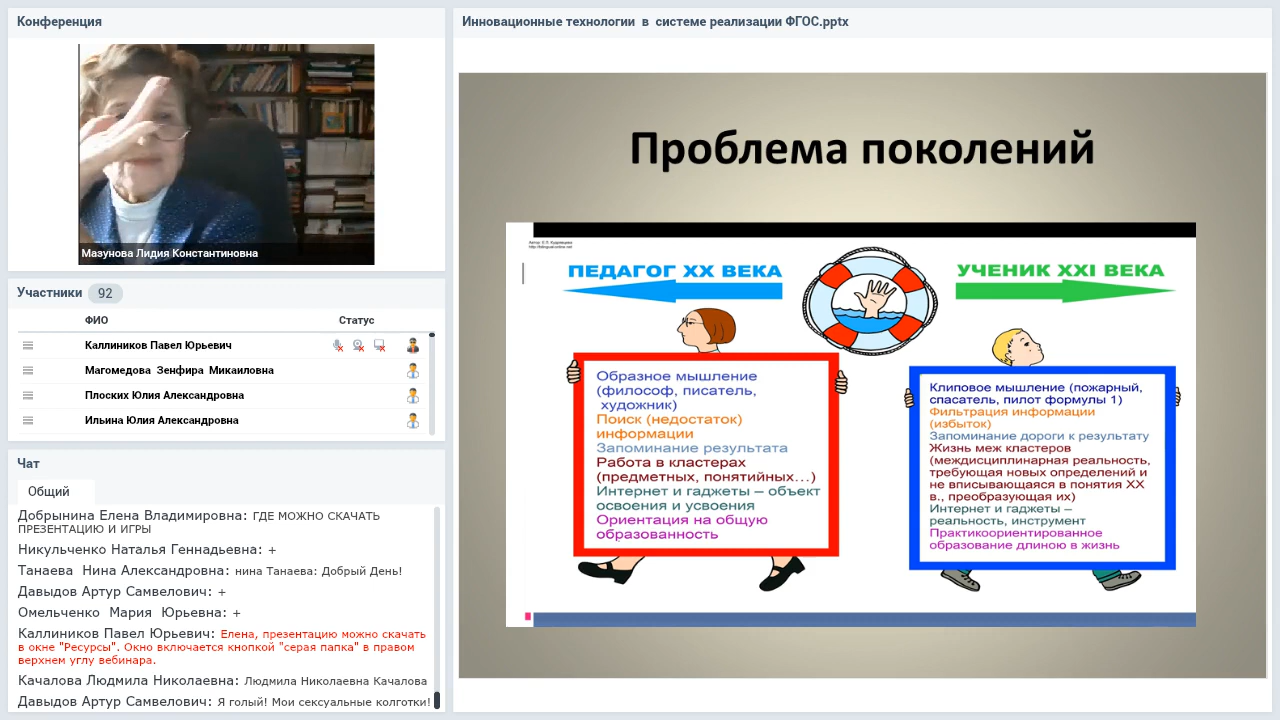 Конференция
Мазунова Лидия Константиновна
Участники 92
ФИО Статус
Каллиников Павел Юрьевич
Магомедова Зенфира Микаиловна
Плоских Юлия Александровна
Ильина Юлия Александровна
Чат
Общий
Добрынина Елена Владимировна: ГДЕ МОЖНО СКАЧАТЬ
ПРЕЗЕНТАЦИЮ И ИГРЫ
Никульченко Наталья Геннадьевна: +
Танаева Нина Александровна: нина Танаева: Добрый День!
Давыдов Артур Самвелович: +
Омельченко Мария Юрьевна: +
Каллиников Павел Юрьевич: Елена, презентацию можно скачать
в окне "Ресурсы". Окно включается кнопкой "серая папка" в правом
верхнем углу вебинара.
Качалова Людмила Николаевна: Людмила Николаевна Качалова
Давыдов Артур Самвелович: Я голый! Мои сексуальные колготки!
Инновационные технологии в системе реализации ФГОС.pptx
Проблема поколений
ПЕДАГОГ XX ВЕКА
Образное мышление
(философ, писатель,
художник)
Поиск (недостаток)
информации
Запоминание результата
Работа в кластерах
(предметных, понятийных...)
Интернет и гаджеты – объект
освоения и усвоения
Ориентация на общую
образованность
УЧЕНИК XXI ВЕКА
Клиповое мышление (пожарный,
спасатель, пилот формулы 1)
Фильтрация информации
(избыток)
Запоминание дороги к результату
Жизнь меж кластеров
(междисциплинарная реальность,
требующая новых определений и
не вписывающаяся в понятия XX
в., преобразующая их)
Интернет и гаджеты –
реальность, инструмент
Практикоориентированное
образование длиною в жизнь